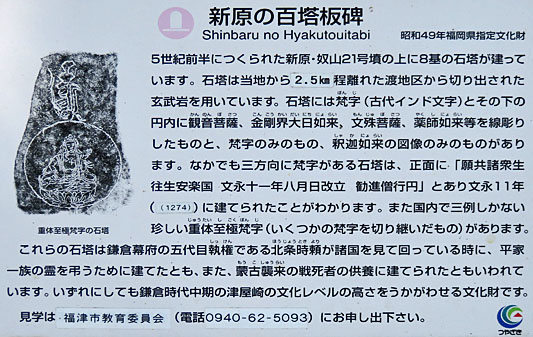 新原の百塔板碑
Shinbaru no Hyakutouitabi
昭和49年福岡県指定文化財
5世紀前半につくられた新原・奴山21号墳の上に8基の石塔が建って
います。石塔は当地から2.5㎞程離れた渡地区から切り出された
玄武岩を用いています。石塔には梵字(古代インド文字)とその下の
円内に観音菩薩、金剛界大日如来、文殊菩薩、薬師如来等を線彫り
したものと、梵字のみのもの、釈迦如来の図像のみのものがあり
ます。なかでも三方向に梵字がある石塔は、正面に「願共諸衆生
往生安楽国 文永十一年八月日改立 勧進僧行円」とあり文永11年
(1274)に建てられたことがわかります。また国内で三例しかない
珍しい重体至極梵字(いくつかの梵字を切り継いだもの)があります。
重体至極梵字の石塔
これらの石塔は鎌倉幕府の五代目執権である北条時頼が諸国を見て回っている時に、平家
一族の霊を弔うために建てたとも、また、蒙古襲来の戦死者の供養に建てられたともいわれて
います。いずれにしても鎌倉時代中期の津屋崎の文化レベルの高さをうかがわせる文化財です。
見学は福津市教育委員会(電話0940-62-5093)にお申し出下さい。
つやざき